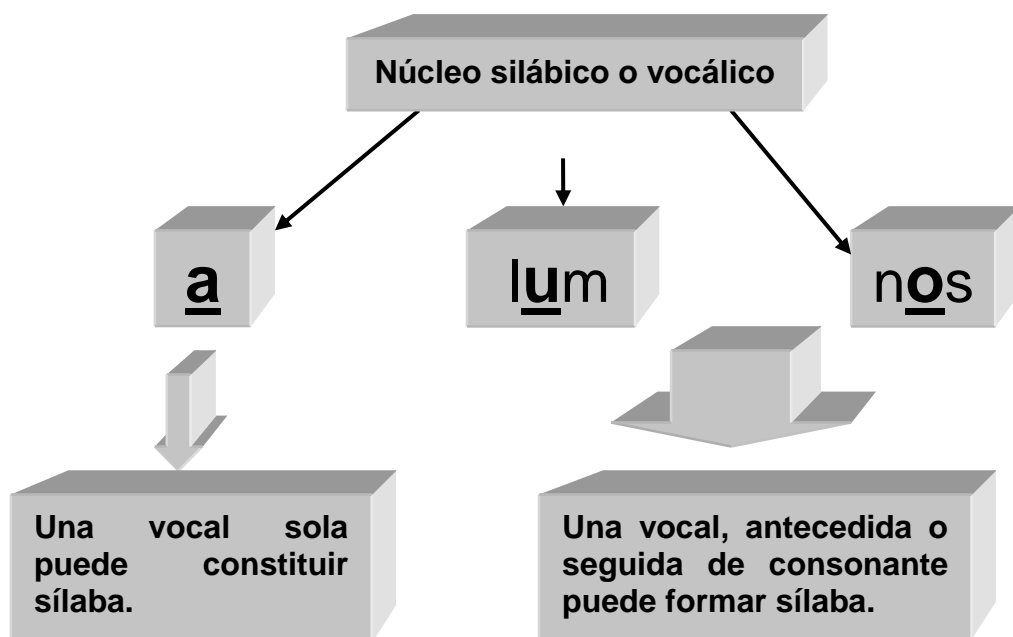 Núcleo silábico o vocálico
a
lum
nos
Una vocal sola
puede constituir
sílaba.
Una vocal, antecedida o
seguida de consonante
puede formar sílaba.